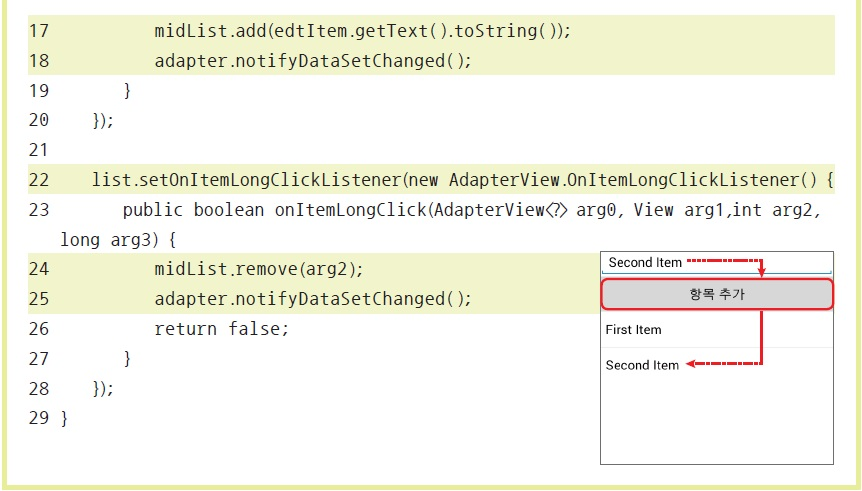 17 midList.add(edtItem.getText().toString());
18 adapter.notifyDataSetChanged();
19 }
20 });
21
22 list.setOnItemLongClickListener(new AdapterView.OnItemLongClickListener() {
23 public boolean onItemLongClick(AdapterView<?> arg0, View arg1,int arg2,
long arg3) {
24 midList.remove(arg2);
25 adapter.notifyDataSetChanged();
26 return false;
27 }
28 });
29 }
Second Item
항목 추가
First Item
Second Item